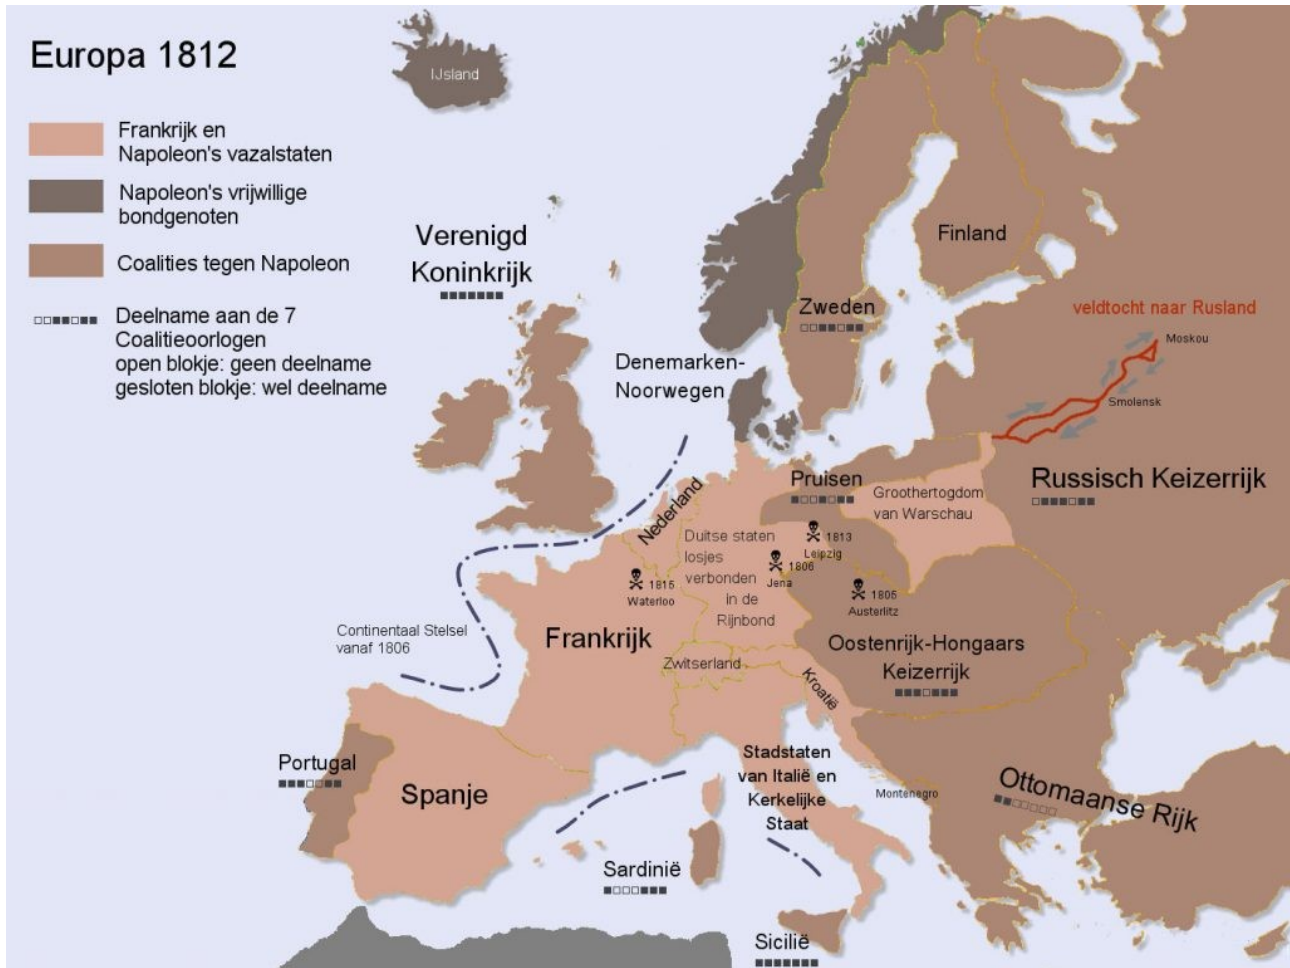 Europa 1812
IJsland
Frankrijk en
Napoleon's vazalstaten
Napoleon's vrijwillige
bondgenoten
Coalities tegen Napoleon
Deelname aan de 7
Coalitieoorlogen
open blokje: geen deelname
gesloten blokje: wel deelname
Verenigd
Koninkrijk
Finland
Zweden
veldtocht naar Rusland
Moskou
Smolensk
Denemarken-
Noorwegen
Pruisen
Russisch Keizerrijk
Groothertogdom
van Warschau
Nederland
Duitse staten
losjes
verbonden
in de
Rijnbond
1813
Leipzig
1806
Jena
1815
Waterloo
1805
Austerlitz
Continentaal Stelsel
vanaf 1806
Frankrijk
Zwitserland
Oostenrijk-Hongaars
Keizerrijk
Kroatië
Portugal
Spanje
Stadstaten
van Italië en
Kerkelijke
Staat
Montenegro
Ottomaanse Rijk
Sardinië
Sicilië